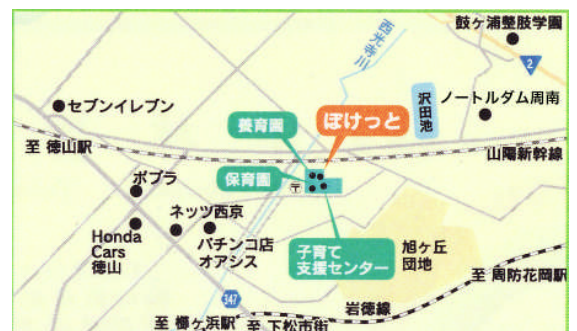 鼓ヶ浦整肢学園
2
西光寺川
沢田池
ノートルダム周南
セブンイレブン
養育園
ぽけっと
至 徳山駅
山陽新幹線
ポプラ
保育園
〒
ネッツ西京
Honda
Cars
徳山
パチンコ店
オアシス
子育て
支援センター
旭ヶ丘
団地
至 周防花岡駅
347
岩徳線
至 櫛ヶ浜駅
至 下松市街